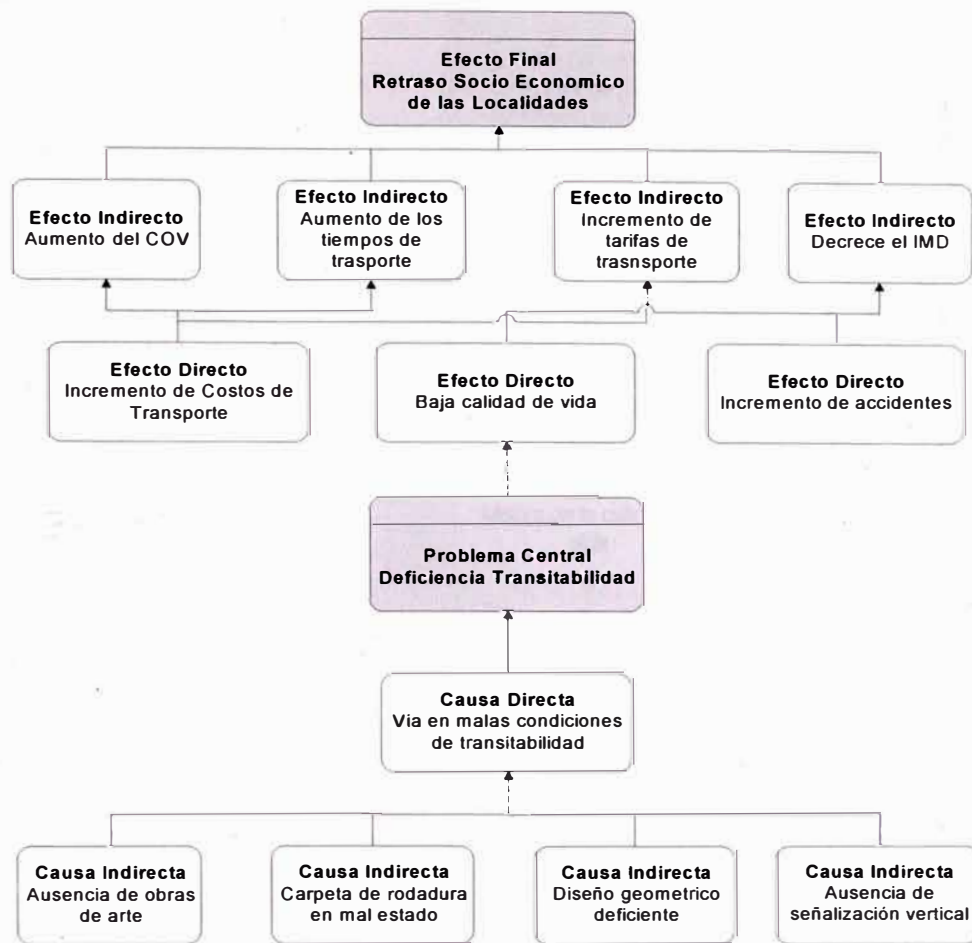 Efecto Final
Retraso Socio Economico
de las Localidades
Efecto Indirecto
Aumento del COV
Efecto Indirecto
Aumento de los
tiempos de
trasporte
Efecto Indirecto
Incremento de
tarifas de
trasnsporte
Efecto Indirecto
Decrece el IMD
Efecto Directo
Incremento de Costos de
Transporte
Efecto Directo
Baja calidad de vida
Efecto Directo
Incremento de accidentes
Problema Central
Deficiencia Transitabilidad
Causa Directa
Via en malas condiciones
de transitabilidad
Causa Indirecta
Ausencia de obras
de arte
Causa Indirecta
Carpeta de rodadura
en mal estado
Causa Indirecta
Diseño geometrico
deficiente
Causa Indirecta
Ausencia de
señalización vertical